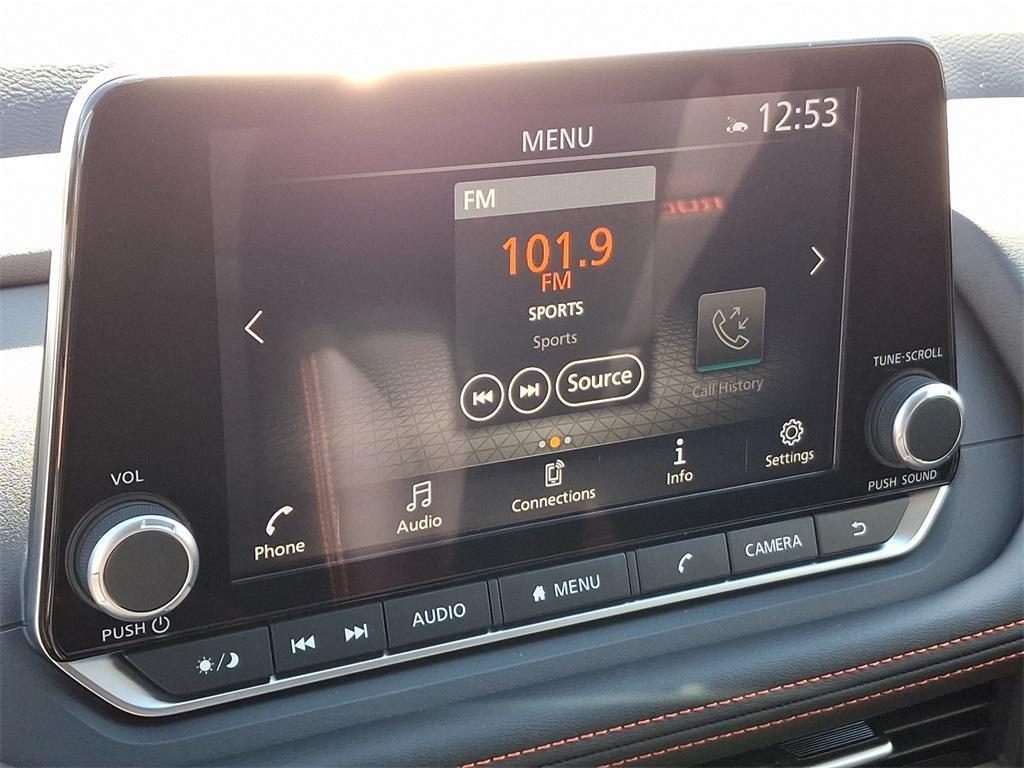 MENU
12:53
FM
101.9
FM
SPORTS
Sports
Source
Call History
Phone
Audio
Connections
Info
Settings
VOL
PUSH
TUNE·SCROLL
PUSH SOUND
AUDIO
MENU
CAMERA